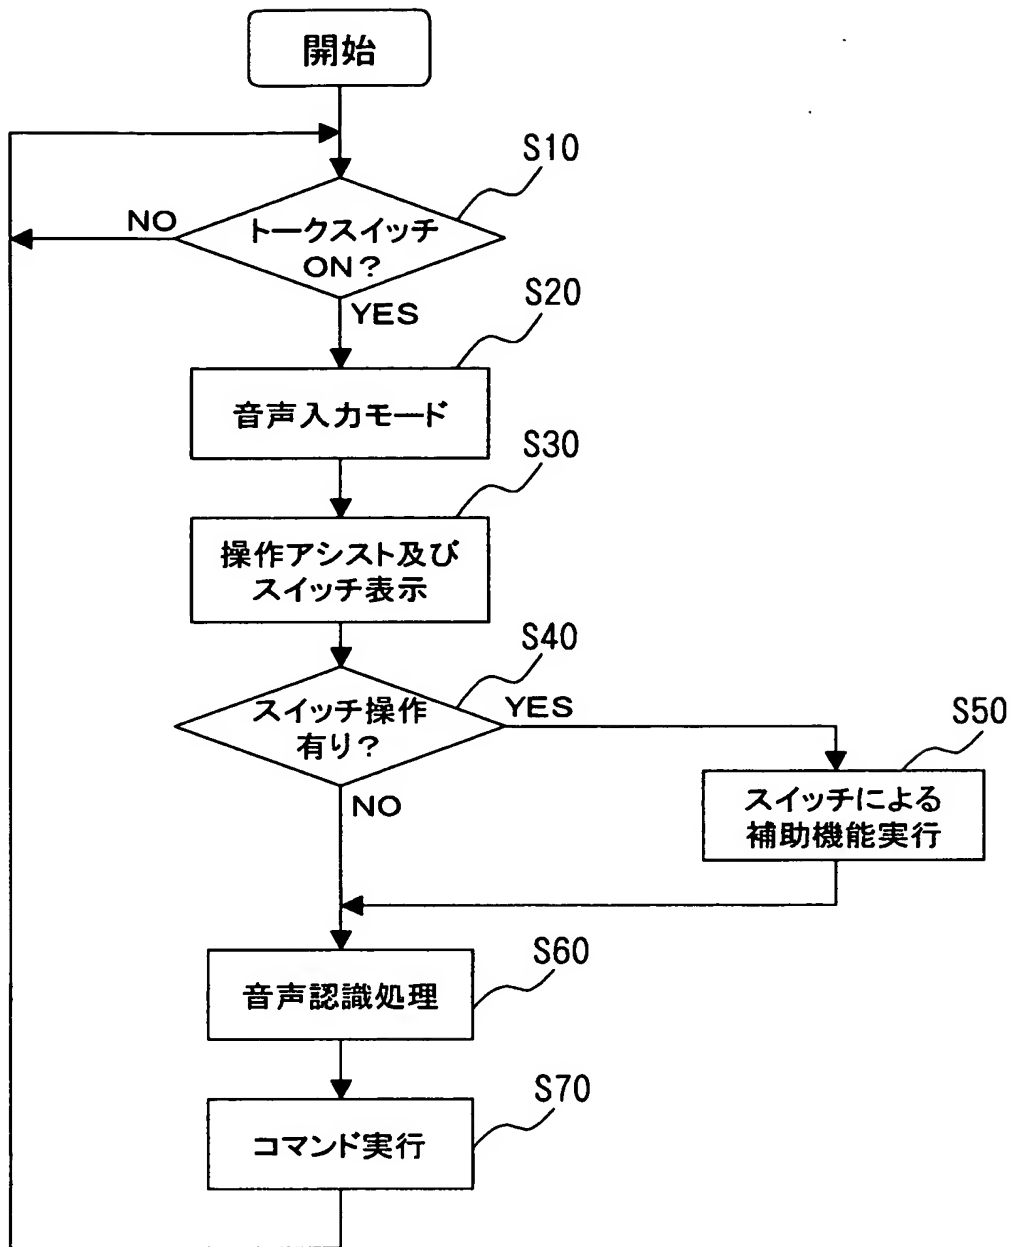 開始
S10
NO
トークスイッチ
ON?
YES
S20
音声入力モード
S30
操作アシスト及び
スイッチ表示
S40
スイッチ操作
有り?
YES
S50
NO
スイッチによる
補助機能実行
S60
音声認識処理
S70
コマンド実行